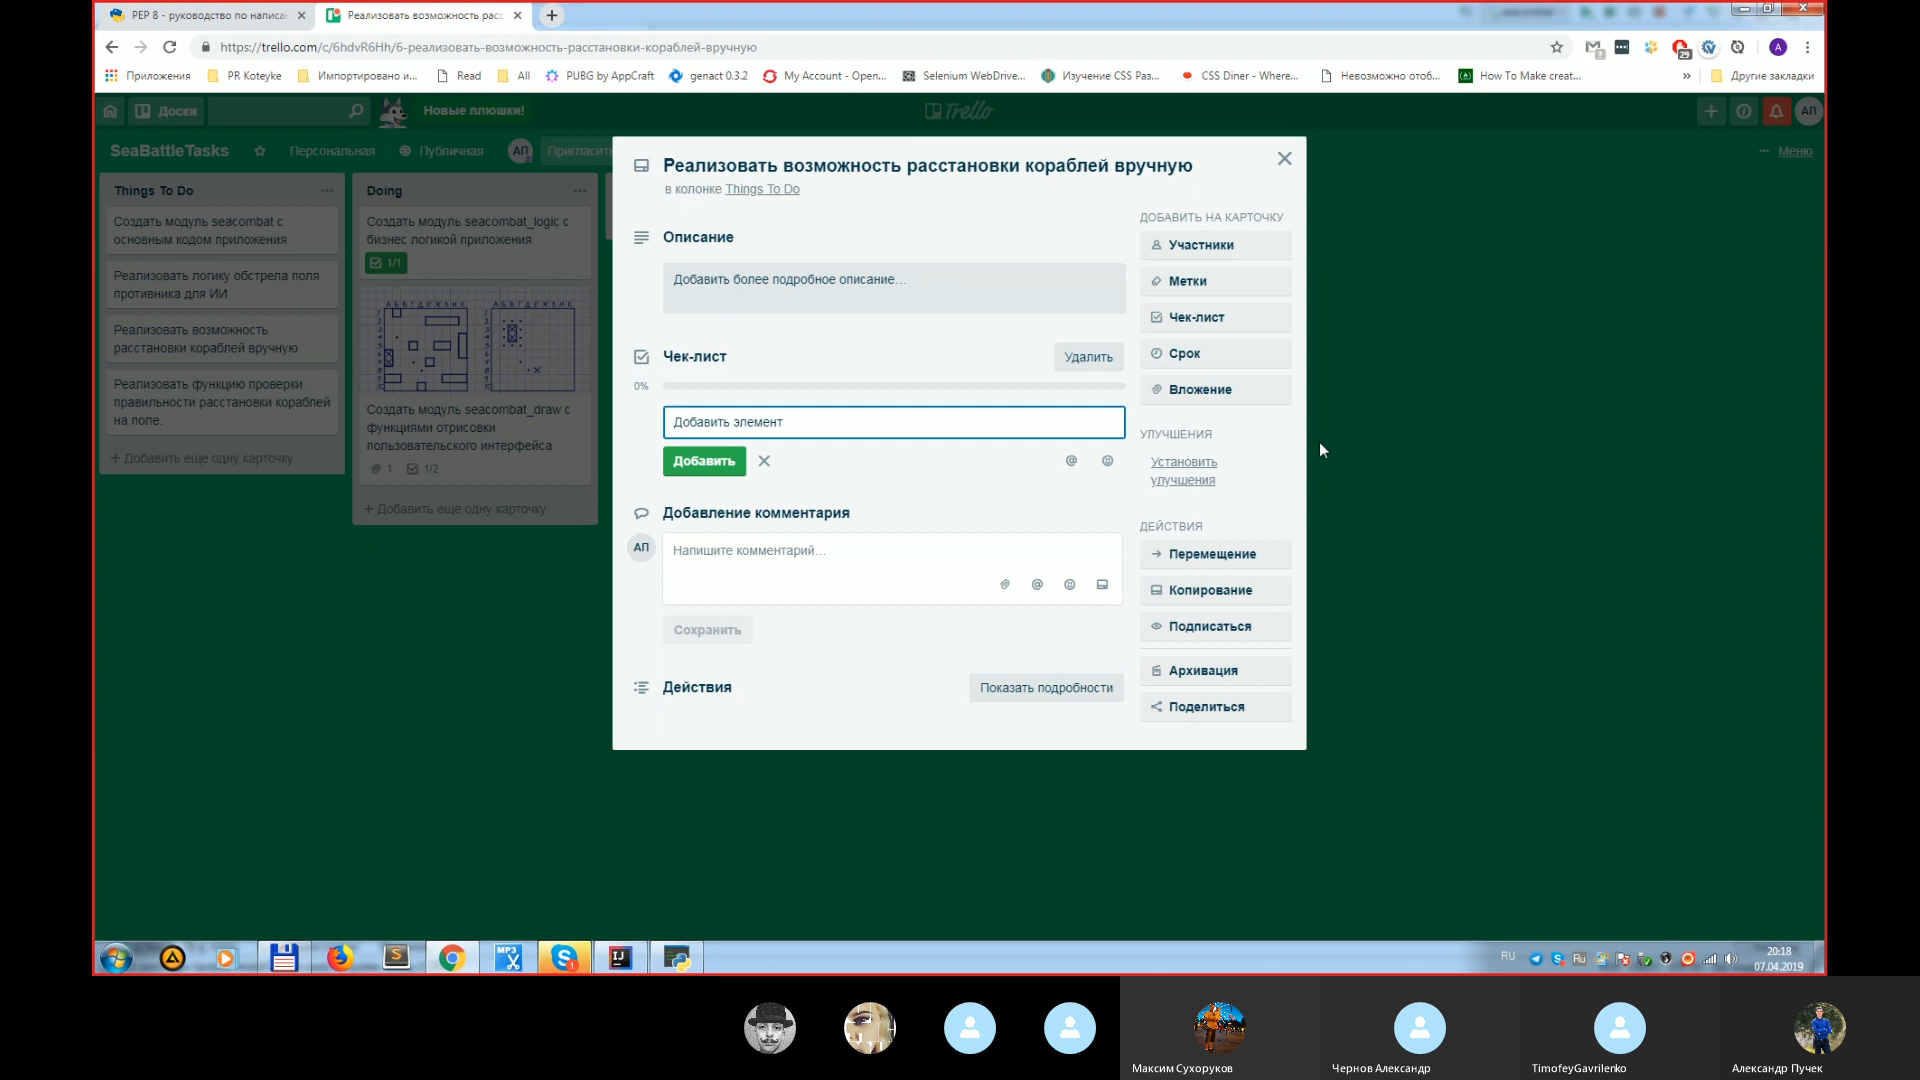 PEP 8 - руководство по написа
Реализовать возможность расс
https://trello.com/c/6hdvR6Hh/6-реализовать-возможность-расстановки-кораблей-вручную
29
A
Приложения
PR Koteyke
Импортировано и...
Read
All
PUBG by AppCraft
genact 0.3.2
My Account - Open...
Selenium WebDrive...
Изучение CSS Раз...
CSS Diner - Where...
Невозможно отоб...
How To Make creat...
»
Другие закладки
Доски
Новые плюшки!
Trello
АП
SeaBattleTasks
Персональная
Публичная
АП
Пригласить
Меню
Things To Do
Создать модуль seacombat с
основным кодом приложения
Реализовать логику обстрела поля
противника для ИИ
Реализовать возможность
расстановки кораблей вручную
Реализовать функцию проверки
правильности расстановки кораблей
на поле.
+ Добавить еще одну карточку
Doing
Создать модуль seacombat_logic с
бизнес логикой приложения
1/1
Создать модуль seacombat_draw с
функциями отрисовки
пользовательского интерфейса
1
1/2
+ Добавить еще одну карточку
Реализовать возможность расстановки кораблей вручную
в колонке Things To Do
Описание
Добавить более подробное описание...
Чек-лист
Удалить
0%
Добавить элемент
Добавить
@
Добавление комментария
АП
Напишите комментарий...
@
Сохранить
Действия
Показать подробности
ДОБАВИТЬ НА КАРТОЧКУ
Участники
Метки
Чек-лист
Срок
Вложение
УЛУЧШЕНИЯ
Установить
улучшения
ДЕЙСТВИЯ
Перемещение
Копирование
Подписаться
Архивация
Поделиться
MP3
S
IJ
RU
Ru
20:18
07.04.2019
Максим Сухоруков
Чернов Александр
TimofeyGavrilenko
Александр Пучек